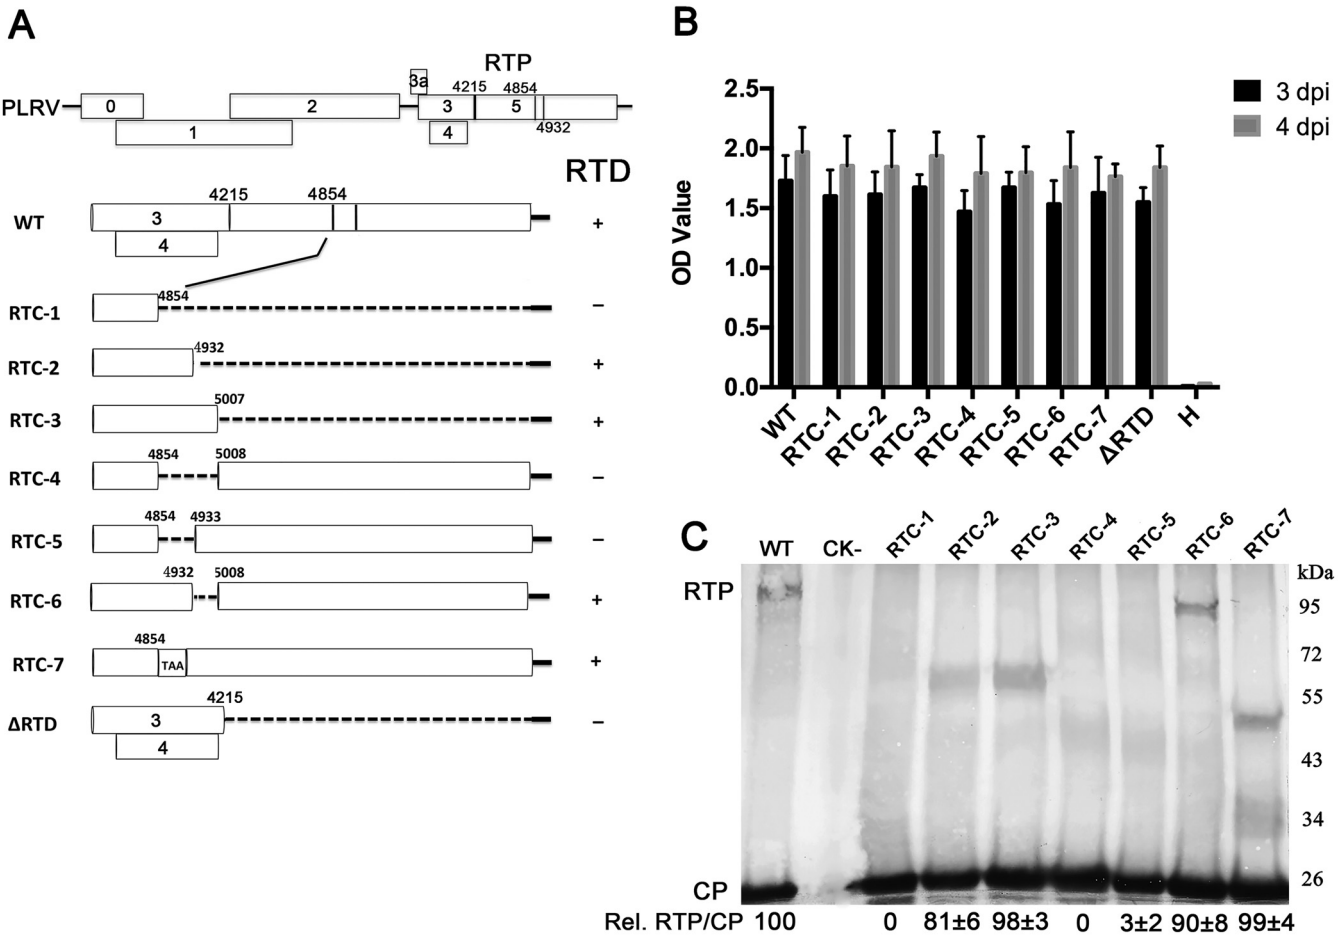 A
RTP
3a
4215
4854
PLRV
0
2
3
5
1
4
4932
RTD
4215
4854
WT
3
+
4
4854
RTC-1
–
4932
RTC-2
+
5007
RTC-3
+
4854
5008
RTC-4
–
4854
4933
RTC-5
–
4932
5008
RTC-6
+
4854
RTC-7
TAA
+
4215
ΔRTD
3
–
4
B
2.5
2.0
1.5
1.0
0.5
0.0
OD Value
3 dpi
4 dpi
WT
RTC-1
RTC-2
RTC-3
RTC-4
RTC-5
RTC-6
RTC-7
ΔRTD
H
C
WT
CK-
RTC-1
RTC-2
RTC-3
RTC-4
RTC-5
RTC-6
RTC-7
kDa
RTP
95
72
55
43
34
26
CP
Rel. RTP/CP 100 0 81±6 98±3 0 3±2 90±8 99±4